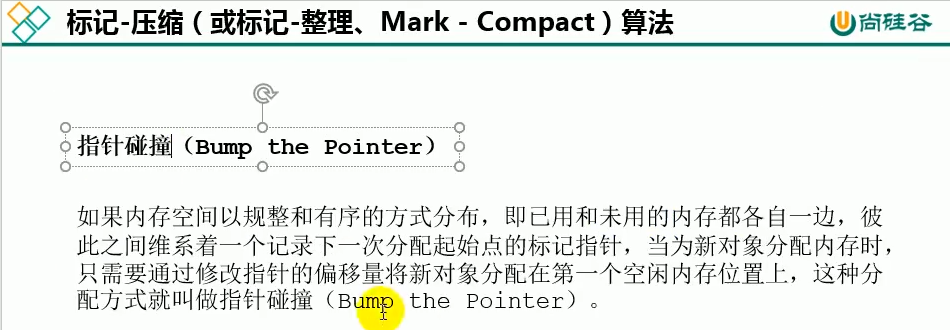 标记-压缩（或标记-整理、Mark - Compact）算法
尚硅谷
指针碰撞（Bump the Pointer）
如果内存空间以规整和有序的方式分布，即已用和未用的内存都各自一边，彼
此之间维系着一个记录下一次分配起始点的标记指针，当为新对象分配内存时，
只需要通过修改指针的偏移量将新对象分配在第一个空闲内存位置上，这种分
配方式就叫做指针碰撞（Bump the Pointer）。